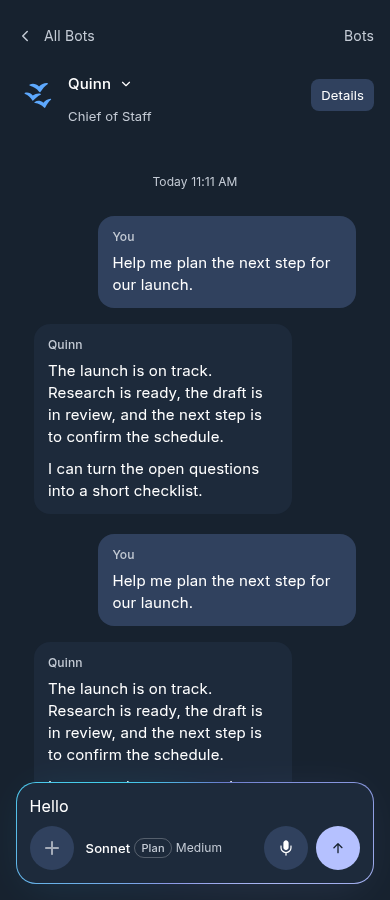 All Bots
Bots
Quinn
Chief of Staff
Details
Today 11:11 AM
You
Help me plan the next step for
our launch.
Quinn
The launch is on track.
Research is ready, the draft is
in review, and the next step is
to confirm the schedule.
I can turn the open questions
into a short checklist.
You
Help me plan the next step for
our launch.
Quinn
The launch is on track.
Research is ready, the draft is
in review, and the next step is
to confirm the schedule.
Hello
Sonnet Plan Medium